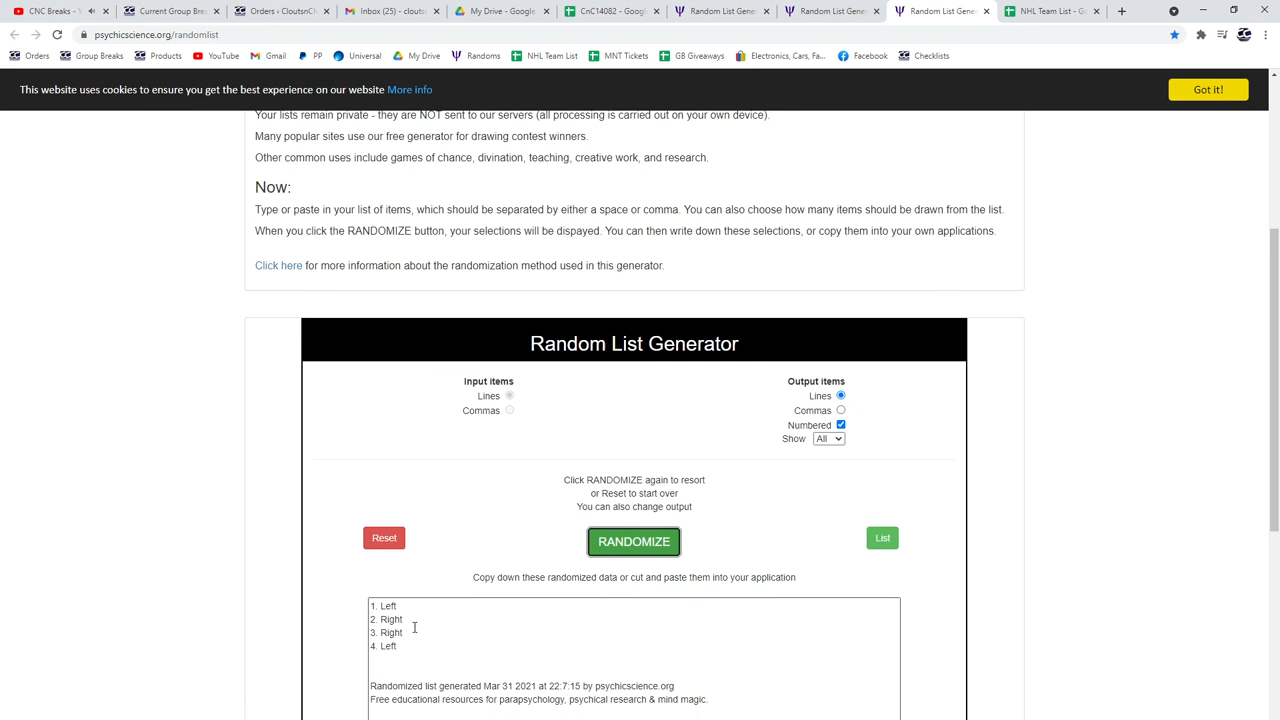 CNC Breaks - Y
Current Group Break
Orders < CloutsnCh
Inbox (25) - clouts
My Drive - Google
CnC14082 - Google
Random List Gener
Random List Gener
Random List Gene
NHL Team List - Go
psychicscience.org/randomlist
Orders
Group Breaks
Products
YouTube
Gmail
PP
Universal
My Drive
Randoms
NHL Team List
MNT Tickets
GB Giveaways
Electronics, Cars, Fa...
Facebook
Checklists
This website uses cookies to ensure you get the best experience on our website More info
Got it!
Your lists remain private - they are NOT sent to our servers (all processing is carried out on your own device).
Many popular sites use our free generator for drawing contest winners.
Other common uses include games of chance, divination, teaching, creative work, and research.
Now:
Type or paste in your list of items, which should be separated by either a space or comma. You can also choose how many items should be drawn from the list.
When you click the RANDOMIZE button, your selections will be dispayed. You can then write down these selections, or copy them into your own applications.
Click here for more information about the randomization method used in this generator.
Random List Generator
Input items
Lines
Commas
Output items
Lines
Commas
Numbered
Show All
Click RANDOMIZE again to resort
or Reset to start over
You can also change output
Reset
RANDOMIZE
List
Copy down these randomized data or cut and paste them into your application
1. Left
2. Right
3. Right
4. Left
Randomized list generated Mar 31 2021 at 22:7:15 by psychicscience.org
Free educational resources for parapsychology, psychical research & mind magic.